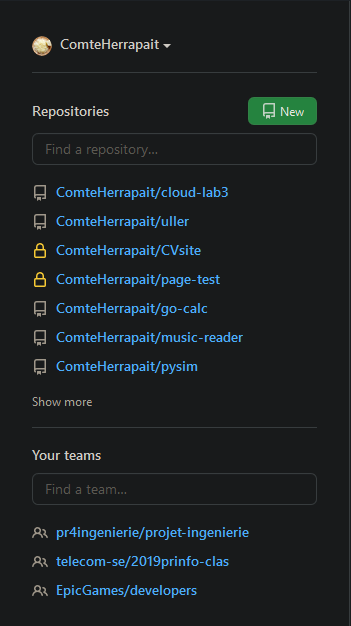 ComteHerrapait
Repositories
New
Find a repository...
ComteHerrapait/cloud-lab3
ComteHerrapait/uller
ComteHerrapait/CVsite
ComteHerrapait/page-test
ComteHerrapait/go-calc
ComteHerrapait/music-reader
ComteHerrapait/pysim
Show more
Your teams
Find a team...
pr4ingenierie/projet-ingenierie
telecom-se/2019prinfo-clas
EpicGames/developers